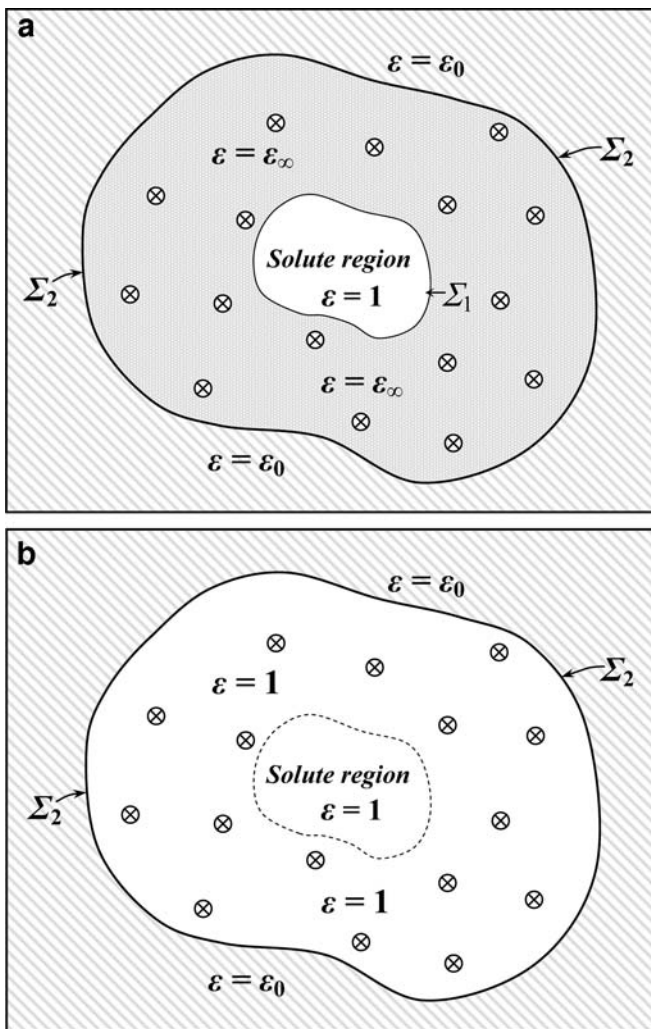 a
ε = ε₀
ε = ε∞
Σ₂
Solute region
ε = 1
Σ₂
Σ₁
ε = ε∞
ε = ε₀
b
ε = ε₀
ε = 1
Σ₂
Solute region
ε = 1
Σ₂
ε = 1
ε = ε₀